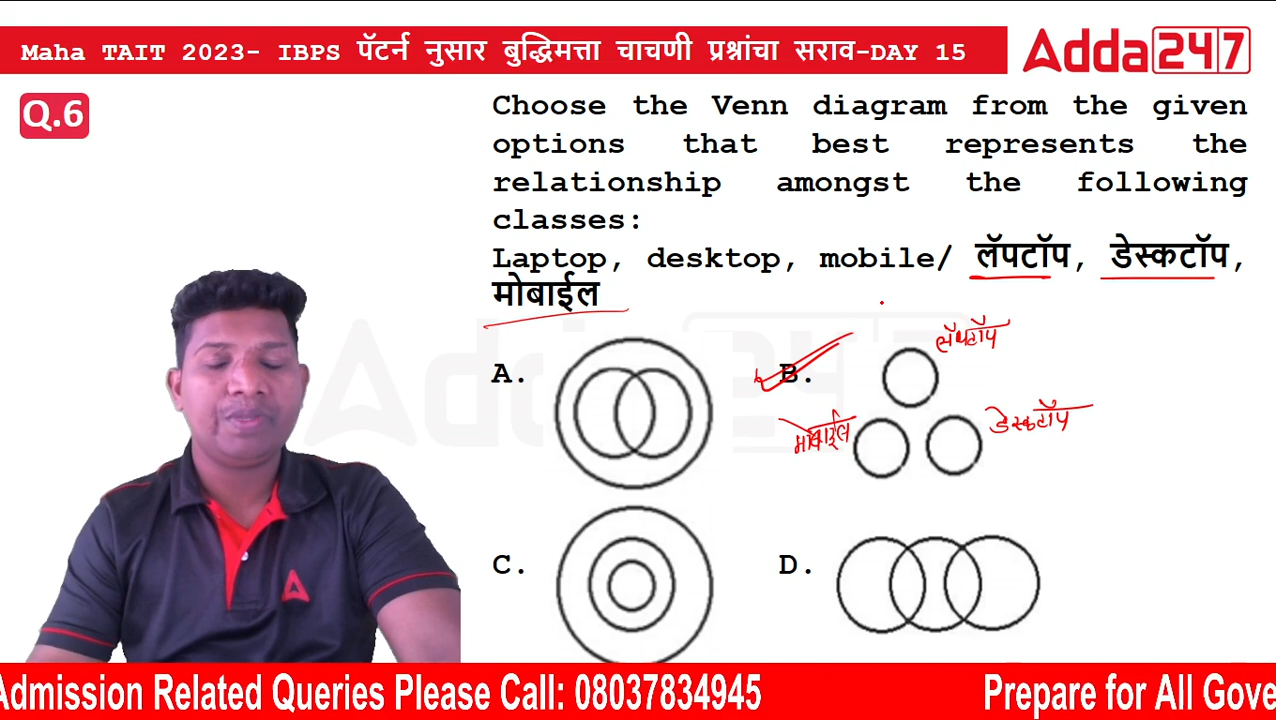 Maha TAIT 2023- IBPS पॅटर्न नुसार बुद्धिमत्ता चाचणी प्रश्नांचा सराव-DAY 15
Adda247
Q.6
Choose the Venn diagram from the given
options that best represents the
relationship amongst the following
classes:
Laptop, desktop, mobile/ लॅपटॉप, डेस्कटॉप,
मोबाईल
A.
B.
लॅपटॉप
मोबाईल
डेस्कटॉप
C.
D.
Admission Related Queries Please Call: 08037834945
Prepare for All Gove